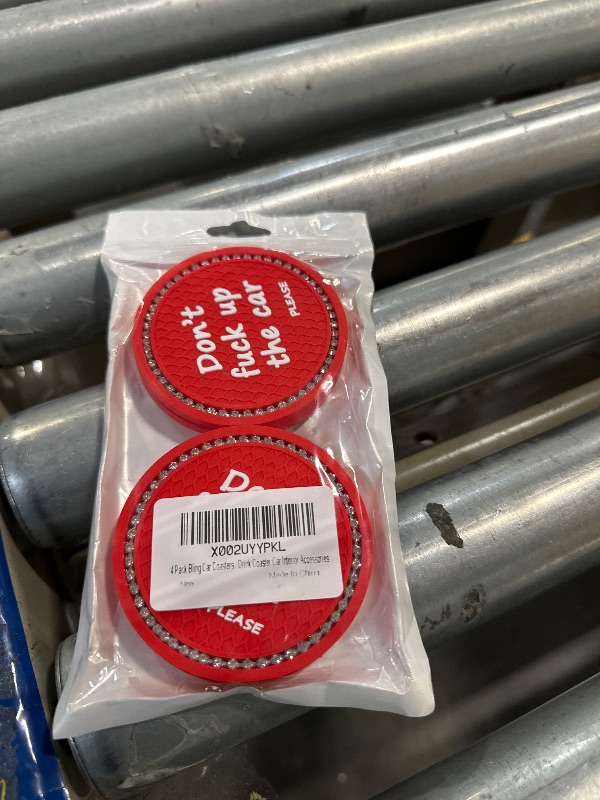 Don't
fuck up
the car
PLEASE
Do
X002UYYPKL
4 Pack Bling Car Coasters, Drink Coaster Car Interior Accessories
New
Made In China
PLEASE